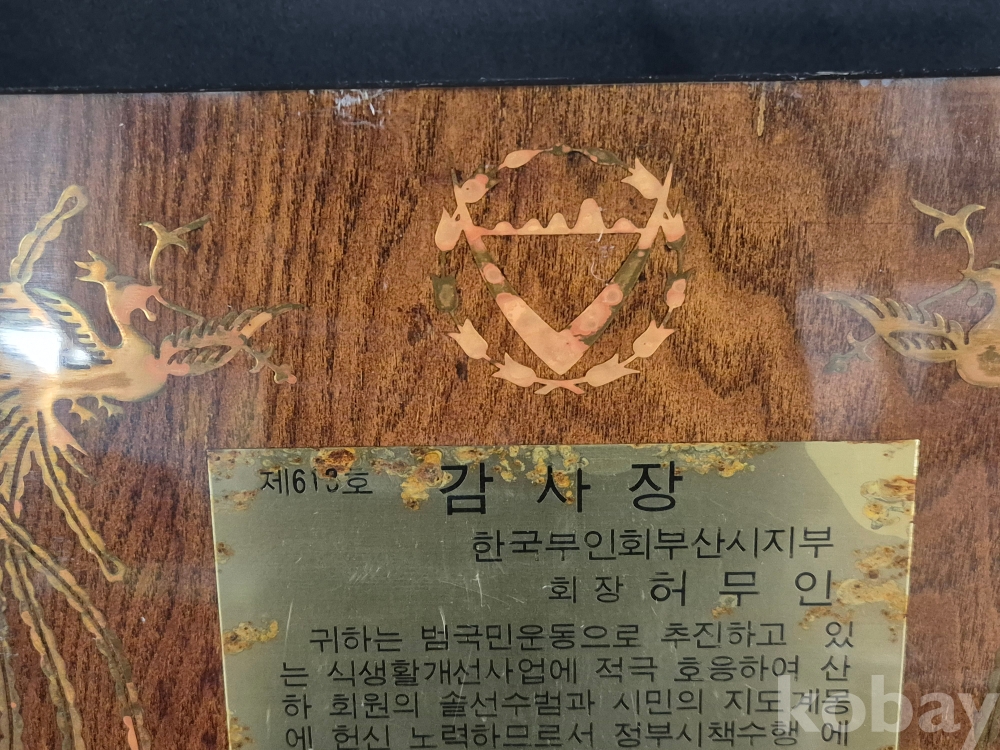 제613호 감 사 장
한국부인회부산시지부
회 장 허 무 인
귀하는 범국민운동으로 추진하고 있
는 식생활개선사업에 적극 호응하여 산
하 회원의 솔선수범과 시민의 지도계몽
에 헌신 노력하므로서 정부시책수행 에
kobay